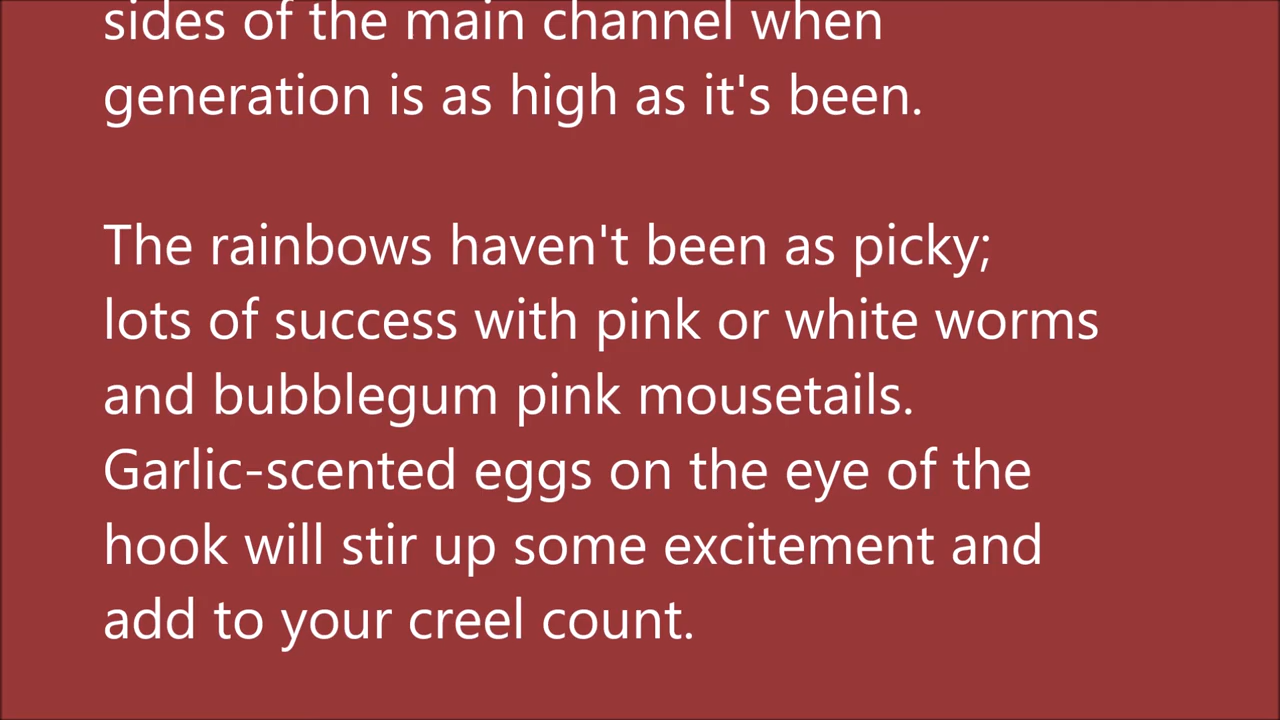 sides of the main channel when
generation is as high as it's been.
The rainbows haven't been as picky;
lots of success with pink or white worms
and bubblegum pink mousetails.
Garlic-scented eggs on the eye of the
hook will stir up some excitement and
add to your creel count.